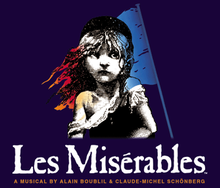 Les Misérables
A MUSICAL BY ALAIN BOUBLIL & CLAUDE-MICHEL SCHÖNBERG